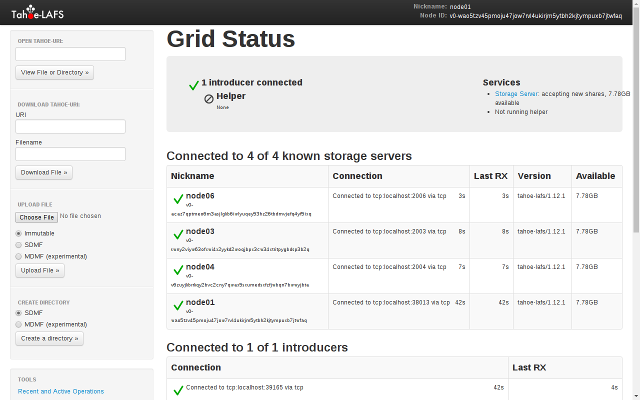 Tahoe-LAFS
Nickname: node01
Node ID: v0-wao5tzv45pmoju47jow7rvl4ukirjm5ytbh2kjtympuxb7jtwfaq
OPEN TAHOE-URI:
View File or Directory »
DOWNLOAD TAHOE-URI:
URI
Filename
Download File »
UPLOAD FILE
Choose File No file chosen
Immutable
SDMF
MDMF (experimental)
Upload File »
CREATE DIRECTORY
SDMF
MDMF (experimental)
Create a directory »
TOOLS
Recent and Active Operations
Grid Status
1 introducer connected
Helper
None
Services
Storage Server: accepting new shares, 7.78GB
available
Not running helper
Connected to 4 of 4 known storage servers
Nickname Connection Last RX Version Available
node06 Connected to tcp:localhost:2006 via tcp 3s 3s tahoe-lafs/1.12.1 7.78GB
v0-
node03 Connected to tcp:localhost:2003 via tcp 8s 8s tahoe-lafs/1.12.1 7.78GB
v0-
node04 Connected to tcp:localhost:2004 via tcp 7s 7s tahoe-lafs/1.12.1 7.78GB
v0-
node01 Connected to tcp:localhost:38013 via tcp 42s 42s tahoe-lafs/1.12.1 7.78GB
v0-
wao5tzv45pmoju47jow7rvl4ukirjm5ytbh2kjtympuxb7jtwfaq
Connected to 1 of 1 introducers
Connection Last RX
Connected to tcp:localhost:39165 via tcp 42s 4s